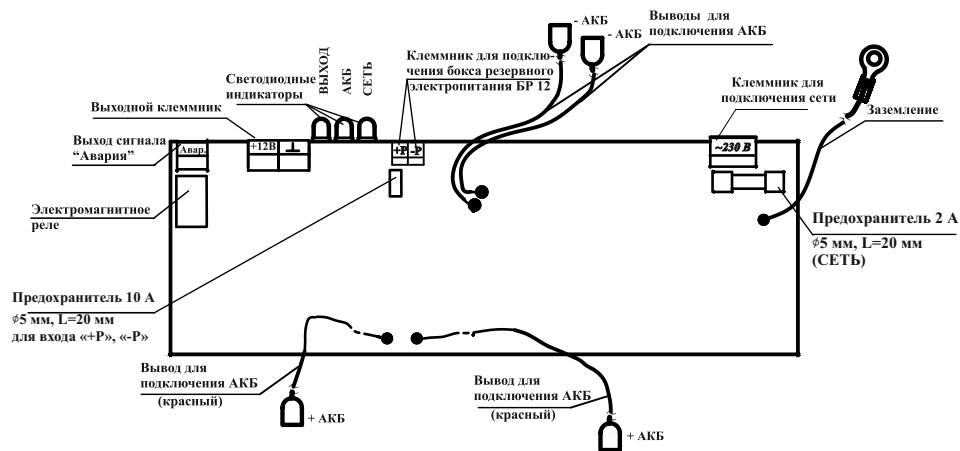 - АКБ
- АКБ
Выводы для
подключения АКБ
Клеммник для подклю-
чения бокса резервного
электропитания БР 12
Светодиодные
индикаторы
ВЫХОД
АКБ
СЕТЬ
Клеммник для
подключения сети
Заземление
Выходной клеммник
Выход сигнала
“Авария”
Авар.
+12В
⊥
+Р
-Р
~230 В
Электромагнитное
реле
Предохранитель 2 А
∅5 мм, L=20 мм
(СЕТЬ)
Предохранитель 10 А
∅5 мм, L=20 мм
для входа «+Р», «-Р»
Вывод для
подключения АКБ
(красный)
+ АКБ
Вывод для
подключения АКБ
(красный)
+ АКБ